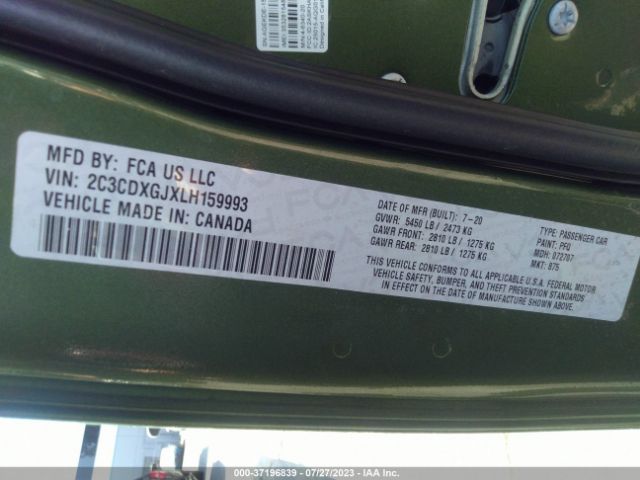 MFD BY: FCA US LLC
VIN: 2C3CDXGJXLH159993
VEHICLE MADE IN: CANADA
DATE OF MFR (BUILT): 7-20
GVWR: 5450 LB / 2473 KG
GAWR FRONT: 2810 LB / 1275 KG
GAWR REAR: 2810 LB / 1275 KG
TYPE: PASSENGER CAR
PAINT: PFQ
MDH: 072707
MKT: 875
THIS VEHICLE CONFORMS TO ALL APPLICABLE U.S.A. FEDERAL MOTOR
VEHICLE SAFETY, BUMPER, AND THEFT PREVENTION STANDARDS
IN EFFECT ON THE DATE OF MANUFACTURE SHOWN ABOVE.
000-37196839 - 07/27/2023 - IAA Inc.